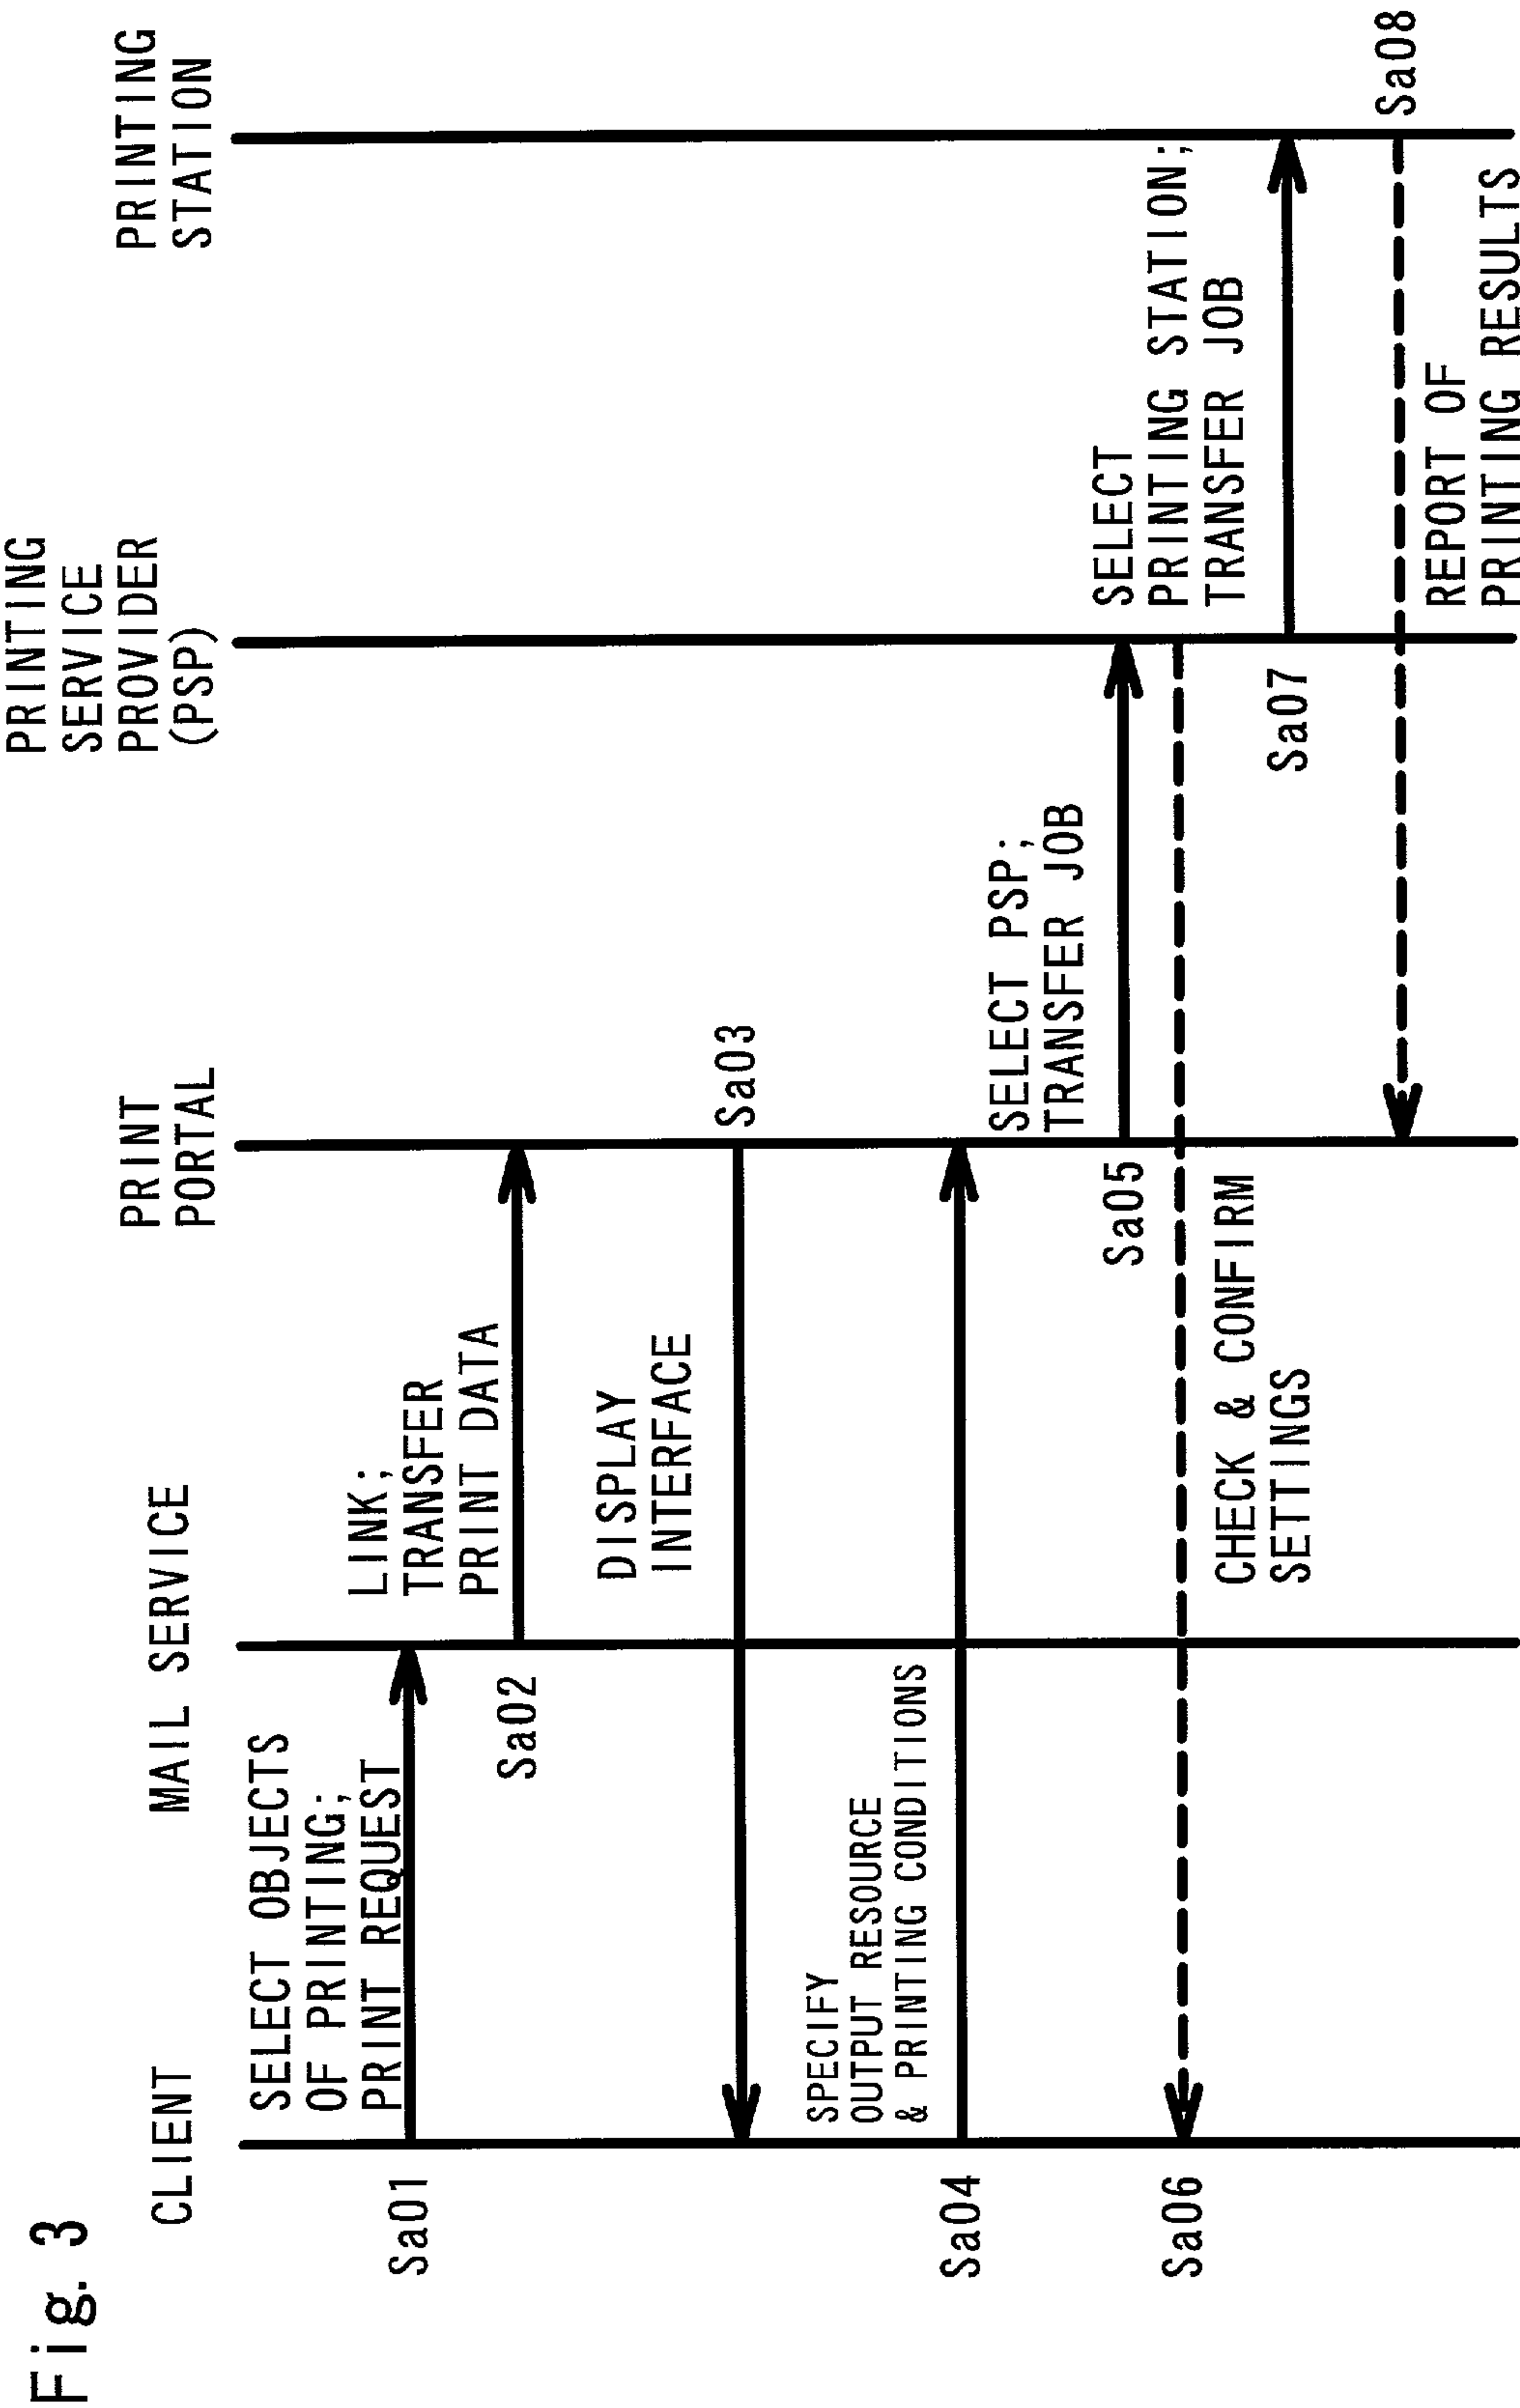 Fig. 3
CLIENT
MAIL SERVICE
PRINT
PORTAL
PRINTING
SERVICE
PROVIDER
(PSP)
PRINTING
STATION
SELECT OBJECTS
OF PRINTING;
PRINT REQUEST
Sa01
LINK;
TRANSFER
PRINT DATA
Sa02
DISPLAY
INTERFACE
Sa03
SPECIFY
OUTPUT RESOURCE
& PRINTING CONDITIONS
Sa04
SELECT PSP;
TRANSFER JOB
Sa05
Sa06
CHECK & CONFIRM
SETTINGS
SELECT
PRINTING STATION;
TRANSFER JOB
Sa07
Sa08
REPORT OF
PRINTING RESULTS